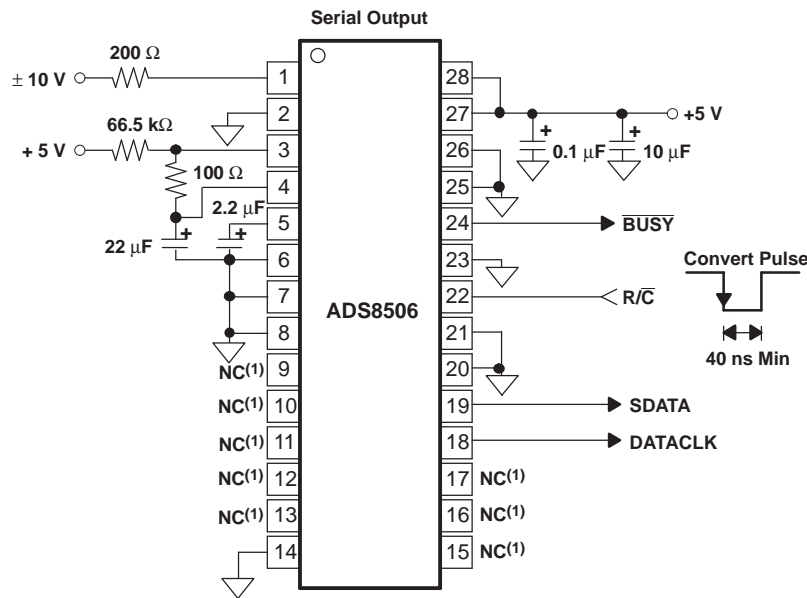 Serial Output
200 Ω
± 10 V
1
28
2
27
+5 V
66.5 kΩ
+
+
+ 5 V
3
26
0.1 µF
10 µF
100 Ω
4
25
2.2 µF
5
24
BUSY
+
+
22 µF
6
23
Convert Pulse
7
ADS8506
22
R/C
8
21
40 ns Min
NC(1)
9
20
NC(1)
10
19
SDATA
NC(1)
11
18
DATACLK
NC(1)
12
17
NC(1)
NC(1)
13
16
NC(1)
14
15
NC(1)